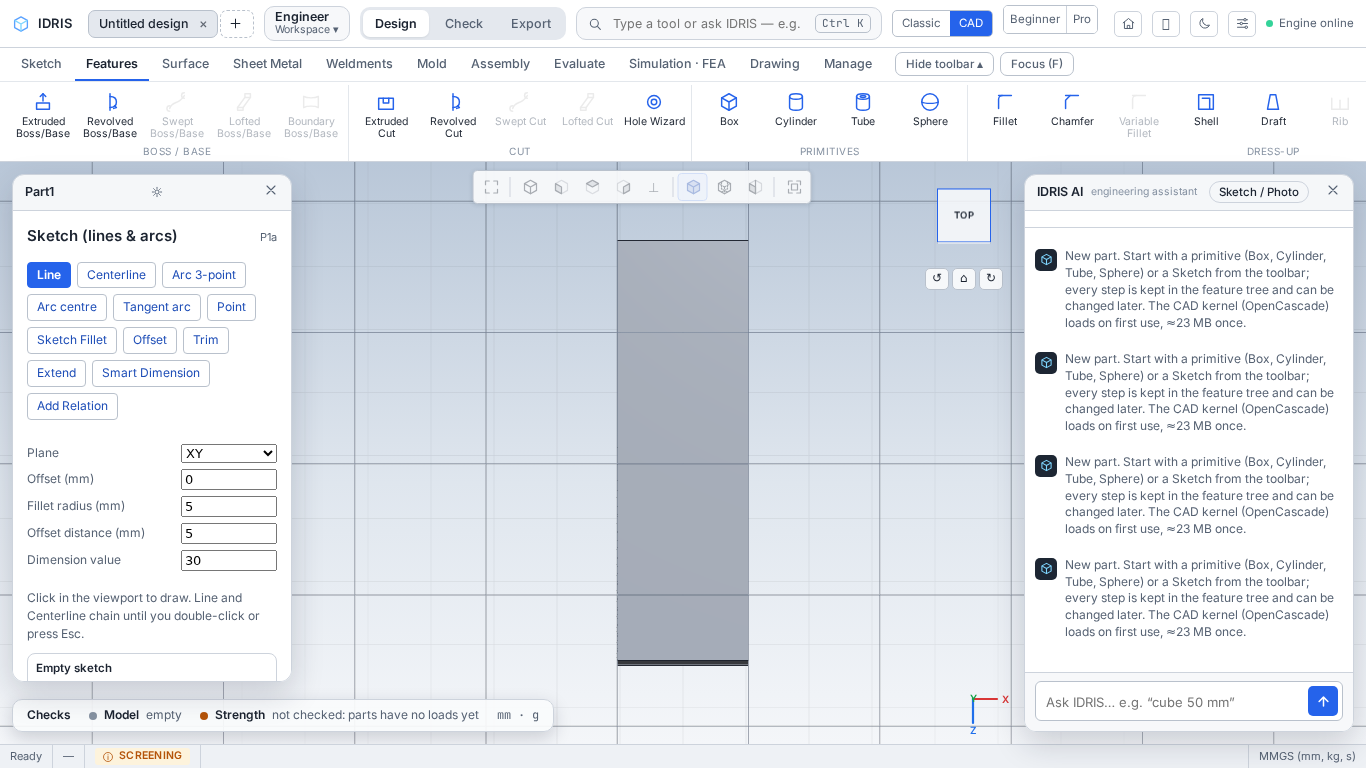 IDRIS
Untitled design ×
+
Engineer
Workspace ▾
Design
Check
Export
Type a tool or ask IDRIS — e.g.
Ctrl K
Classic
CAD
Beginner
Pro
Engine online
Sketch
Features
Surface
Sheet Metal
Weldments
Mold
Assembly
Evaluate
Simulation · FEA
Drawing
Manage
Hide toolbar ▴
Focus (F)
Extruded
Boss/Base
Revolved
Boss/Base
Swept
Boss/Base
Lofted
Boss/Base
Boundary
Boss/Base
BOSS / BASE
Extruded
Cut
Revolved
Cut
Swept Cut
Lofted Cut
Hole Wizard
CUT
Box
Cylinder
Tube
Sphere
PRIMITIVES
Fillet
Chamfer
Variable
Fillet
Shell
Draft
Rib
DRESS-UP
Part1
Sketch (lines & arcs)
P1a
Line
Centerline
Arc 3-point
Arc centre
Tangent arc
Point
Sketch Fillet
Offset
Trim
Extend
Smart Dimension
Add Relation
Plane
XY
Offset (mm)
0
Fillet radius (mm)
5
Offset distance (mm)
5
Dimension value
30
Click in the viewport to draw. Line and
Centerline chain until you double-click or
press Esc.
Empty sketch
TOP
Y
X
Z
IDRIS AI
engineering assistant
Sketch / Photo
New part. Start with a primitive (Box, Cylinder,
Tube, Sphere) or a Sketch from the toolbar;
every step is kept in the feature tree and can be
changed later. The CAD kernel (OpenCascade)
loads on first use, ≈23 MB once.
New part. Start with a primitive (Box, Cylinder,
Tube, Sphere) or a Sketch from the toolbar;
every step is kept in the feature tree and can be
changed later. The CAD kernel (OpenCascade)
loads on first use, ≈23 MB once.
New part. Start with a primitive (Box, Cylinder,
Tube, Sphere) or a Sketch from the toolbar;
every step is kept in the feature tree and can be
changed later. The CAD kernel (OpenCascade)
loads on first use, ≈23 MB once.
New part. Start with a primitive (Box, Cylinder,
Tube, Sphere) or a Sketch from the toolbar;
every step is kept in the feature tree and can be
changed later. The CAD kernel (OpenCascade)
loads on first use, ≈23 MB once.
Ask IDRIS... e.g. “cube 50 mm”
Checks
Model empty
Strength not checked: parts have no loads yet
mm · g
Ready
—
SCREENING
MMGS (mm, kg, s)